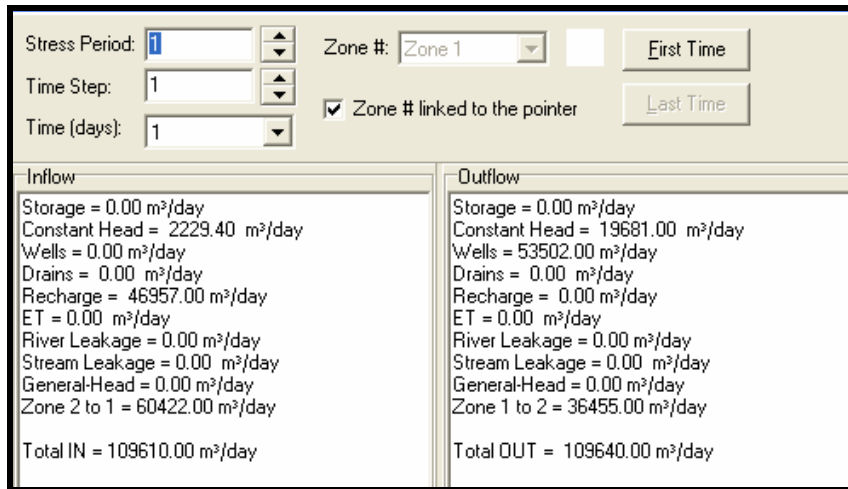 Stress Period: 1
Zone #: Zone 1
First Time
Time Step: 1
Zone # linked to the pointer
Last Time
Time (days): 1
Inflow
Storage = 0.00 m³/day
Constant Head = 2229.40 m³/day
Wells = 0.00 m³/day
Drains = 0.00 m³/day
Recharge = 46957.00 m³/day
ET = 0.00 m³/day
River Leakage = 0.00 m³/day
Stream Leakage = 0.00 m³/day
General-Head = 0.00 m³/day
Zone 2 to 1 = 60422.00 m³/day
Total IN = 109610.00 m³/day
Outflow
Storage = 0.00 m³/day
Constant Head = 19681.00 m³/day
Wells = 53502.00 m³/day
Drains = 0.00 m³/day
Recharge = 0.00 m³/day
ET = 0.00 m³/day
River Leakage = 0.00 m³/day
Stream Leakage = 0.00 m³/day
General-Head = 0.00 m³/day
Zone 1 to 2 = 36455.00 m³/day
Total OUT = 109640.00 m³/day